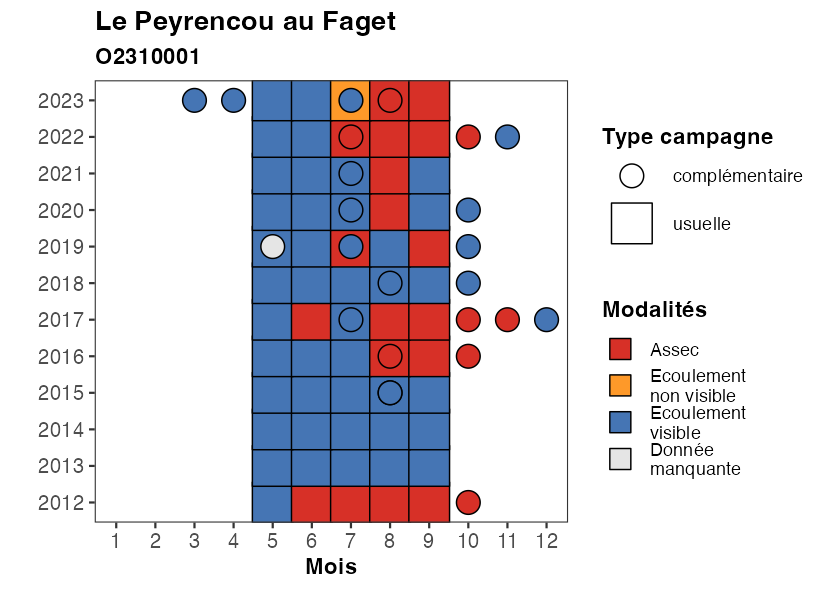 Le Peyrencou au Faget
O2310001
2023
2022
2021
2020
2019
2018
2017
2016
2015
2014
2013
2012
1 2 3 4 5 6 7 8 9 10 11 12
Mois
Type campagne
complémentaire
usuelle
Modalités
Assec
Ecoulement
non visible
Ecoulement
visible
Donnée
manquante